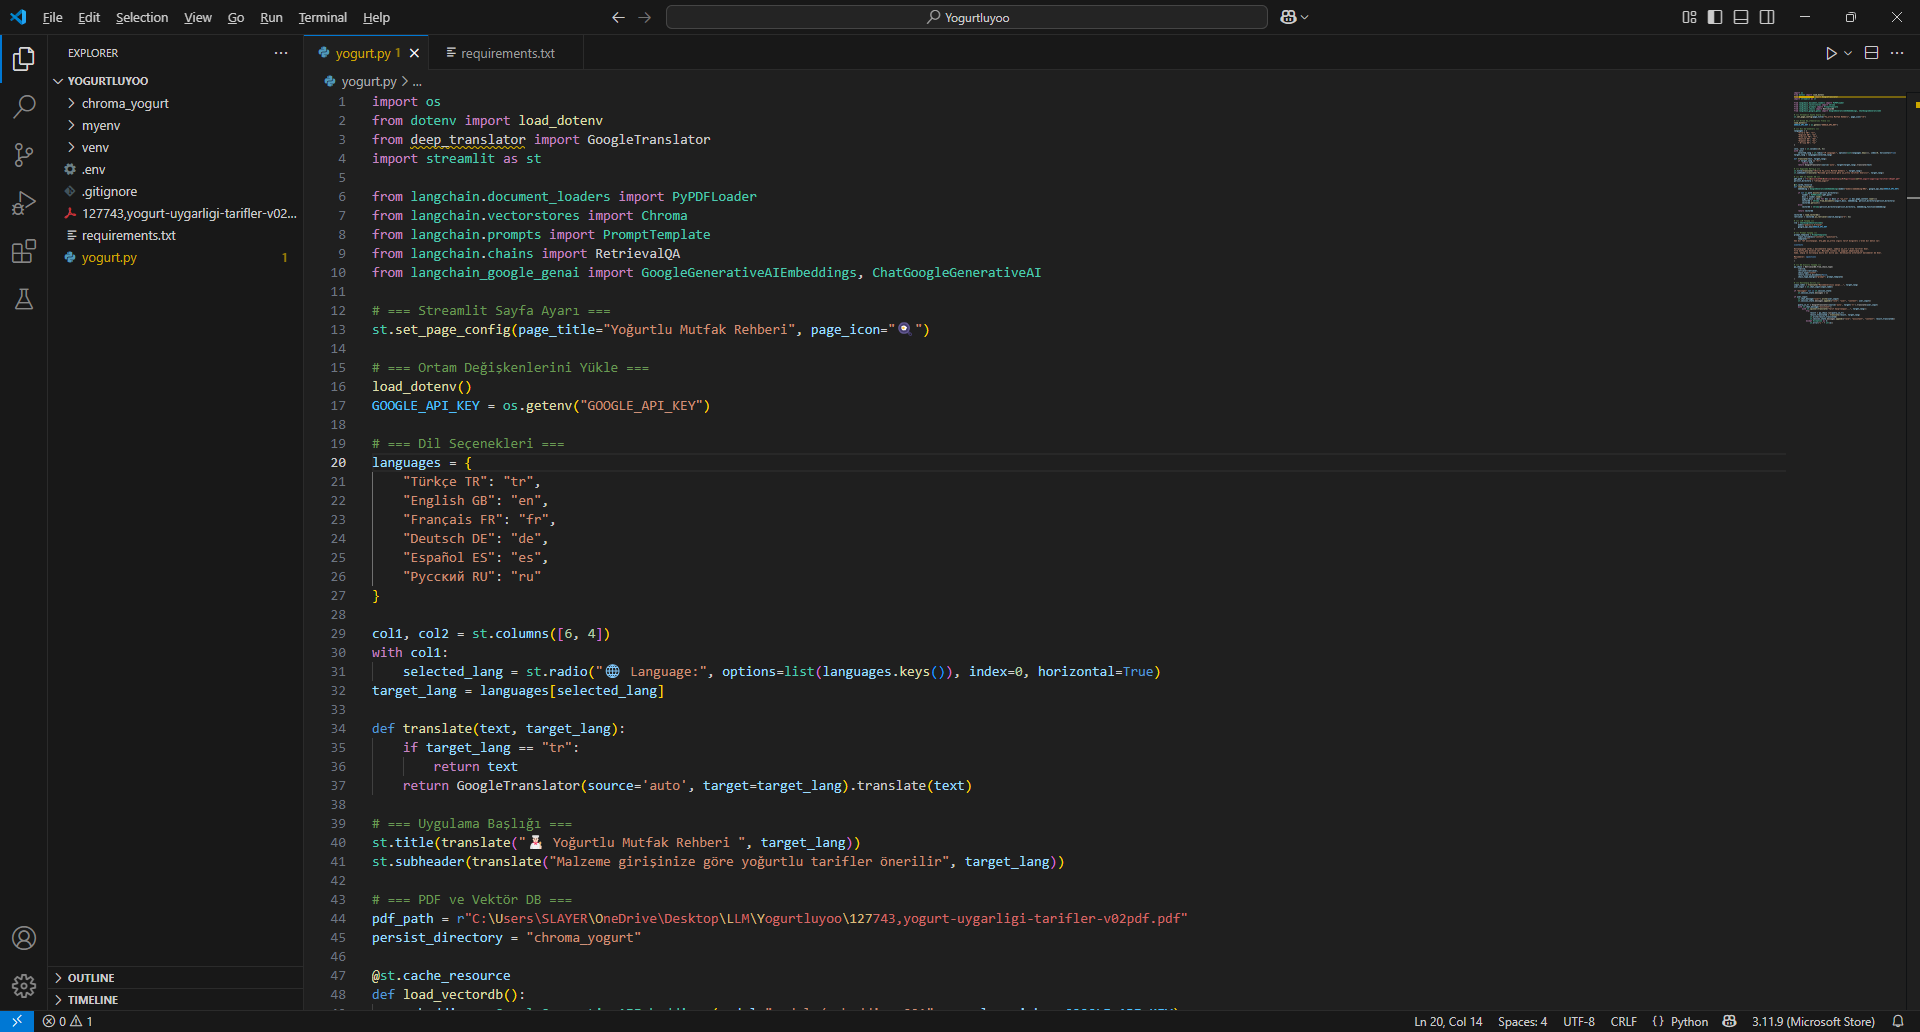 File Edit Selection View Go Run Terminal Help
Yogurtluyoo
EXPLORER
YOGURTLUYOO
chroma_yogurt
myenv
venv
.env
.gitignore
127743,yogurt-uygarligi-tarifler-v02...
requirements.txt
yogurt.py 1
OUTLINE
TIMELINE
yogurt.py 1
requirements.txt
yogurt.py > ...
1 import os
2 from dotenv import load_dotenv
3 from deep_translator import GoogleTranslator
4 import streamlit as st
5
6 from langchain.document_loaders import PyPDFLoader
7 from langchain.vectorstores import Chroma
8 from langchain.prompts import PromptTemplate
9 from langchain.chains import RetrievalQA
10 from langchain_google_genai import GoogleGenerativeAIEmbeddings, ChatGoogleGenerativeAI
11
12 # === Streamlit Sayfa Ayarı ===
13 st.set_page_config(page_title="Yoğurtlu Mutfak Rehberi", page_icon="🍳")
14
15 # === Ortam Değişkenlerini Yükle ===
16 load_dotenv()
17 GOOGLE_API_KEY = os.getenv("GOOGLE_API_KEY")
18
19 # === Dil Seçenekleri ===
20 languages = {
21 "Türkçe TR": "tr",
22 "English GB": "en",
23 "Français FR": "fr",
24 "Deutsch DE": "de",
25 "Español ES": "es",
26 "Русский RU": "ru"
27 }
28
29 col1, col2 = st.columns([6, 4])
30 with col1:
31 selected_lang = st.radio("🌐 Language:", options=list(languages.keys()), index=0, horizontal=True)
32 target_lang = languages[selected_lang]
33
34 def translate(text, target_lang):
35 if target_lang == "tr":
36 return text
37 return GoogleTranslator(source='auto', target=target_lang).translate(text)
38
39 # === Uygulama Başlığı ===
40 st.title(translate("👨‍🍳 Yoğurtlu Mutfak Rehberi ", target_lang))
41 st.subheader(translate("Malzeme girişinize göre yoğurtlu tarifler önerilir", target_lang))
42
43 # === PDF ve Vektör DB ===
44 pdf_path = r"C:\Users\SLAYER\OneDrive\Desktop\LLM\Yogurtluyoo\127743,yogurt-uygarligi-tarifler-v02pdf.pdf"
45 persist_directory = "chroma_yogurt"
46
47 @st.cache_resource
48 def load_vectordb():
0 1
Ln 20, Col 14 Spaces: 4 UTF-8 CRLF {} Python 3.11.9 (Microsoft Store)